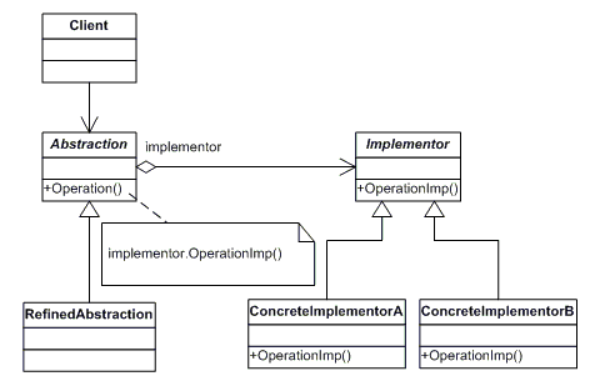 Client
Abstraction
implementor
Implementor
+Operation()
+OperationImp()
implementor.OperationImp()
RefinedAbstraction
ConcreteImplementorA
ConcreteImplementorB
+OperationImp()
+OperationImp()